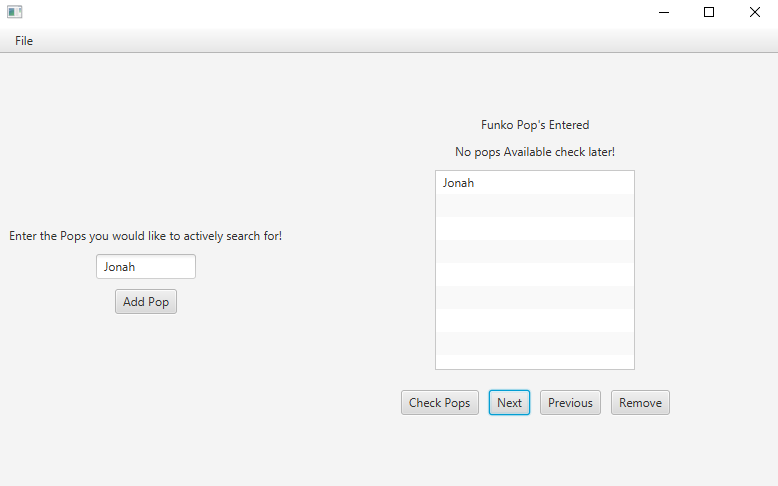 File
Funko Pop's Entered
No pops Available check later!
Jonah
Enter the Pops you would like to actively search for!
Jonah
Add Pop
Check Pops Next Previous Remove